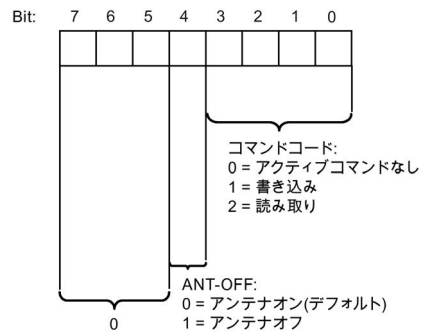 Bit: 7 6 5 4 3 2 1 0
コマンドコード:
0 = アクティブコマンドなし
1 = 書き込み
2 = 読み取り
ANT-OFF:
0 = アンテナオン(デフォルト)
1 = アンテナオフ
0